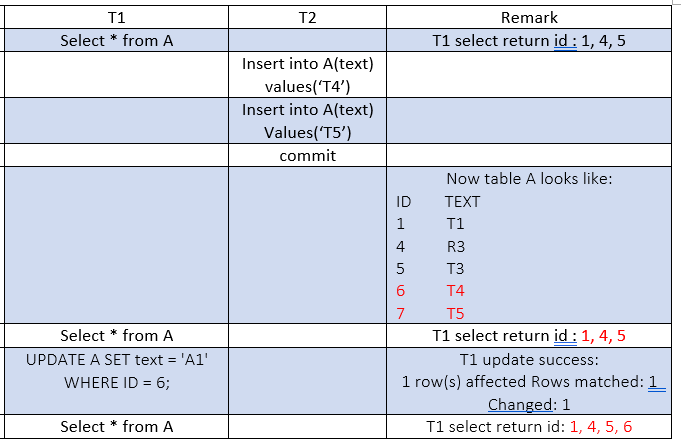 T1 T2 Remark
Select * from A T1 select return id : 1, 4, 5
Insert into A(text)
values(‘T4’)
Insert into A(text)
Values(‘T5’)
commit
Now table A looks like:
ID TEXT
1 T1
4 R3
5 T3
6 T4
7 T5
Select * from A T1 select return id : 1, 4, 5
UPDATE A SET text = 'A1'
WHERE ID = 6;
T1 update success:
1 row(s) affected Rows matched: 1
Changed: 1
Select * from A T1 select return id: 1, 4, 5, 6